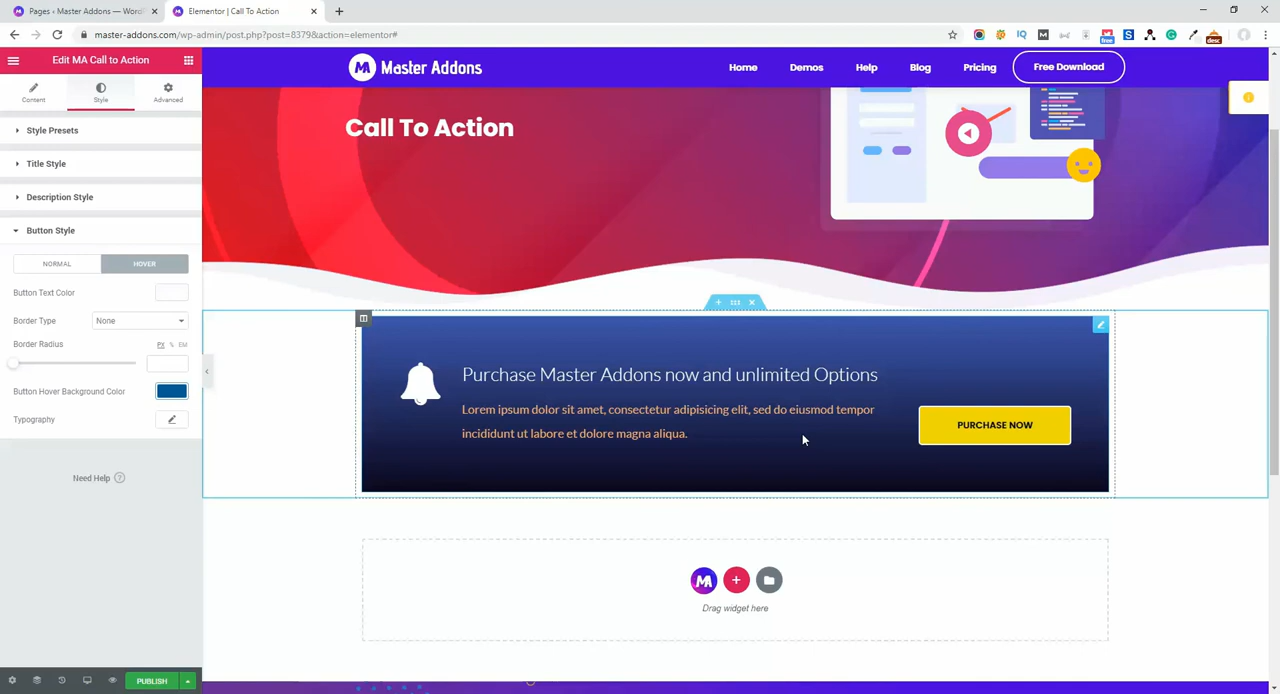 Pages ‹ Master Addons — Word
Elementor | Call To Action
master-addons.com/wp-admin/post.php?post=8379&action=elementor#
free
desc
Edit MA Call to Action
Content
Style
Advanced
Style Presets
Title Style
Description Style
Button Style
NORMAL
HOVER
Button Text Color
Border Type
None
Border Radius
PX % EM
Button Hover Background Color
Typography
Need Help
PUBLISH
Master Addons
Home
Demos
Help
Blog
Pricing
Free Download
Call To Action
Purchase Master Addons now and unlimited Options
Lorem ipsum dolor sit amet, consectetur adipisicing elit, sed do eiusmod tempor
incididunt ut labore et dolore magna aliqua.
PURCHASE NOW
Drag widget here